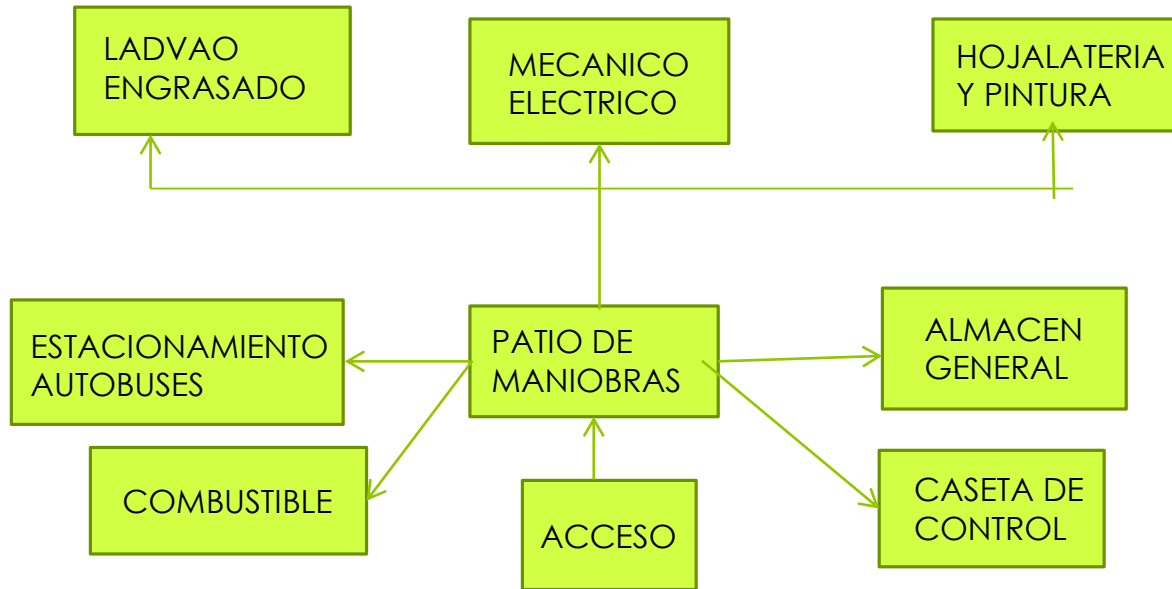 LADVAO
ENGRASADO
MECANICO
ELECTRICO
HOJALATERIA
Y PINTURA
ESTACIONAMIENTO
AUTOBUSES
PATIO DE
MANIOBRAS
ALMACEN
GENERAL
COMBUSTIBLE
ACCESO
CASETA DE
CONTROL